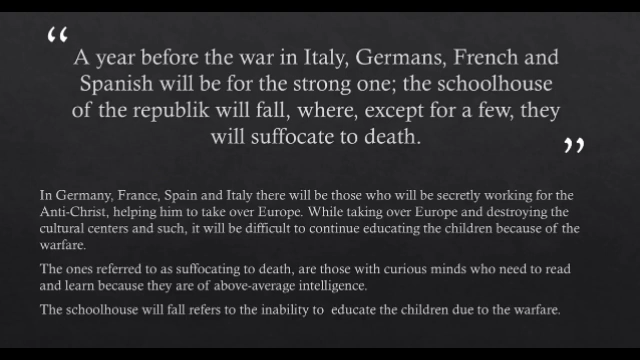 “
A year before the war in Italy, Germans, French and
Spanish will be for the strong one; the schoolhouse
of the republik will fall, where, except for a few, they
will suffocate to death.
”
In Germany, France, Spain and Italy there will be those who will be secretly working for the
Anti-Christ, helping him to take over Europe. While taking over Europe and destroying the
cultural centers and such, it will be difficult to continue educating the children because of the
warfare.
The ones referred to as suffocating to death, are those with curious minds who need to read
and learn because they are of above-average intelligence.
The schoolhouse will fall refers to the inability to educate the children due to the warfare.